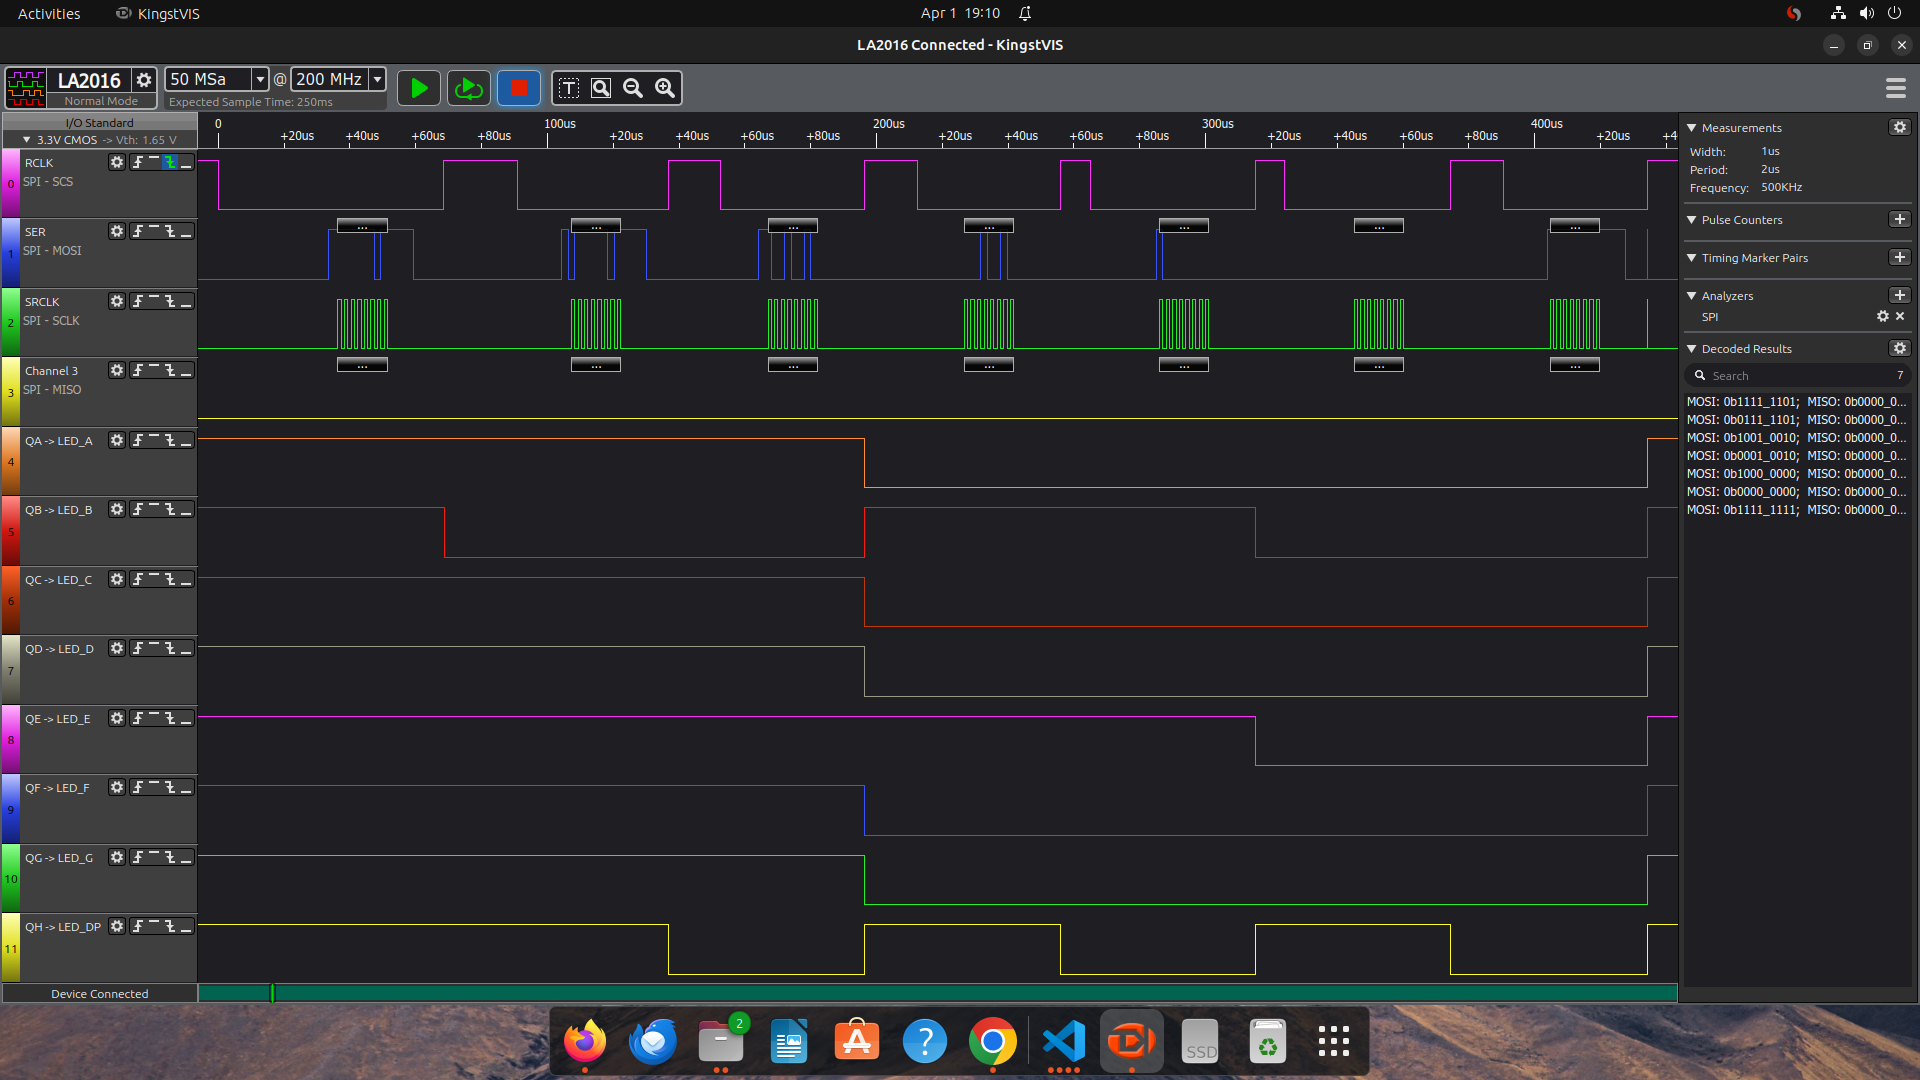 Activities KingstVIS Apr 1 19:10
LA2016 Connected - KingstVIS
LA2016 50 MSa @ 200 MHz
Normal Mode Expected Sample Time: 250ms
I/O Standard
3.3V CMOS -> Vth: 1.65 V
0 100us 200us 300us 400us
+20us +40us +60us +80us +20us +40us +60us +80us +20us +40us +60us +80us +20us +40us +60us +80us +20us +4
0 RCLK
SPI - SCS
1 SER
SPI - MOSI
... ... ... ... ... ... ...
2 SRCLK
SPI - SCLK
3 Channel 3
SPI - MISO
... ... ... ... ... ... ...
4 QA -> LED_A
5 QB -> LED_B
6 QC -> LED_C
7 QD -> LED_D
8 QE -> LED_E
9 QF -> LED_F
10 QG -> LED_G
11 QH -> LED_DP
Device Connected
Measurements
Width: 1us
Period: 2us
Frequency: 500KHz
Pulse Counters
Timing Marker Pairs
Analyzers
SPI
Decoded Results
Search 7
MOSI: 0b1111_1101; MISO: 0b0000_0...
MOSI: 0b0111_1101; MISO: 0b0000_0...
MOSI: 0b1001_0010; MISO: 0b0000_0...
MOSI: 0b0001_0010; MISO: 0b0000_0...
MOSI: 0b1000_0000; MISO: 0b0000_0...
MOSI: 0b0000_0000; MISO: 0b0000_0...
MOSI: 0b1111_1111; MISO: 0b0000_0...
2
SSD